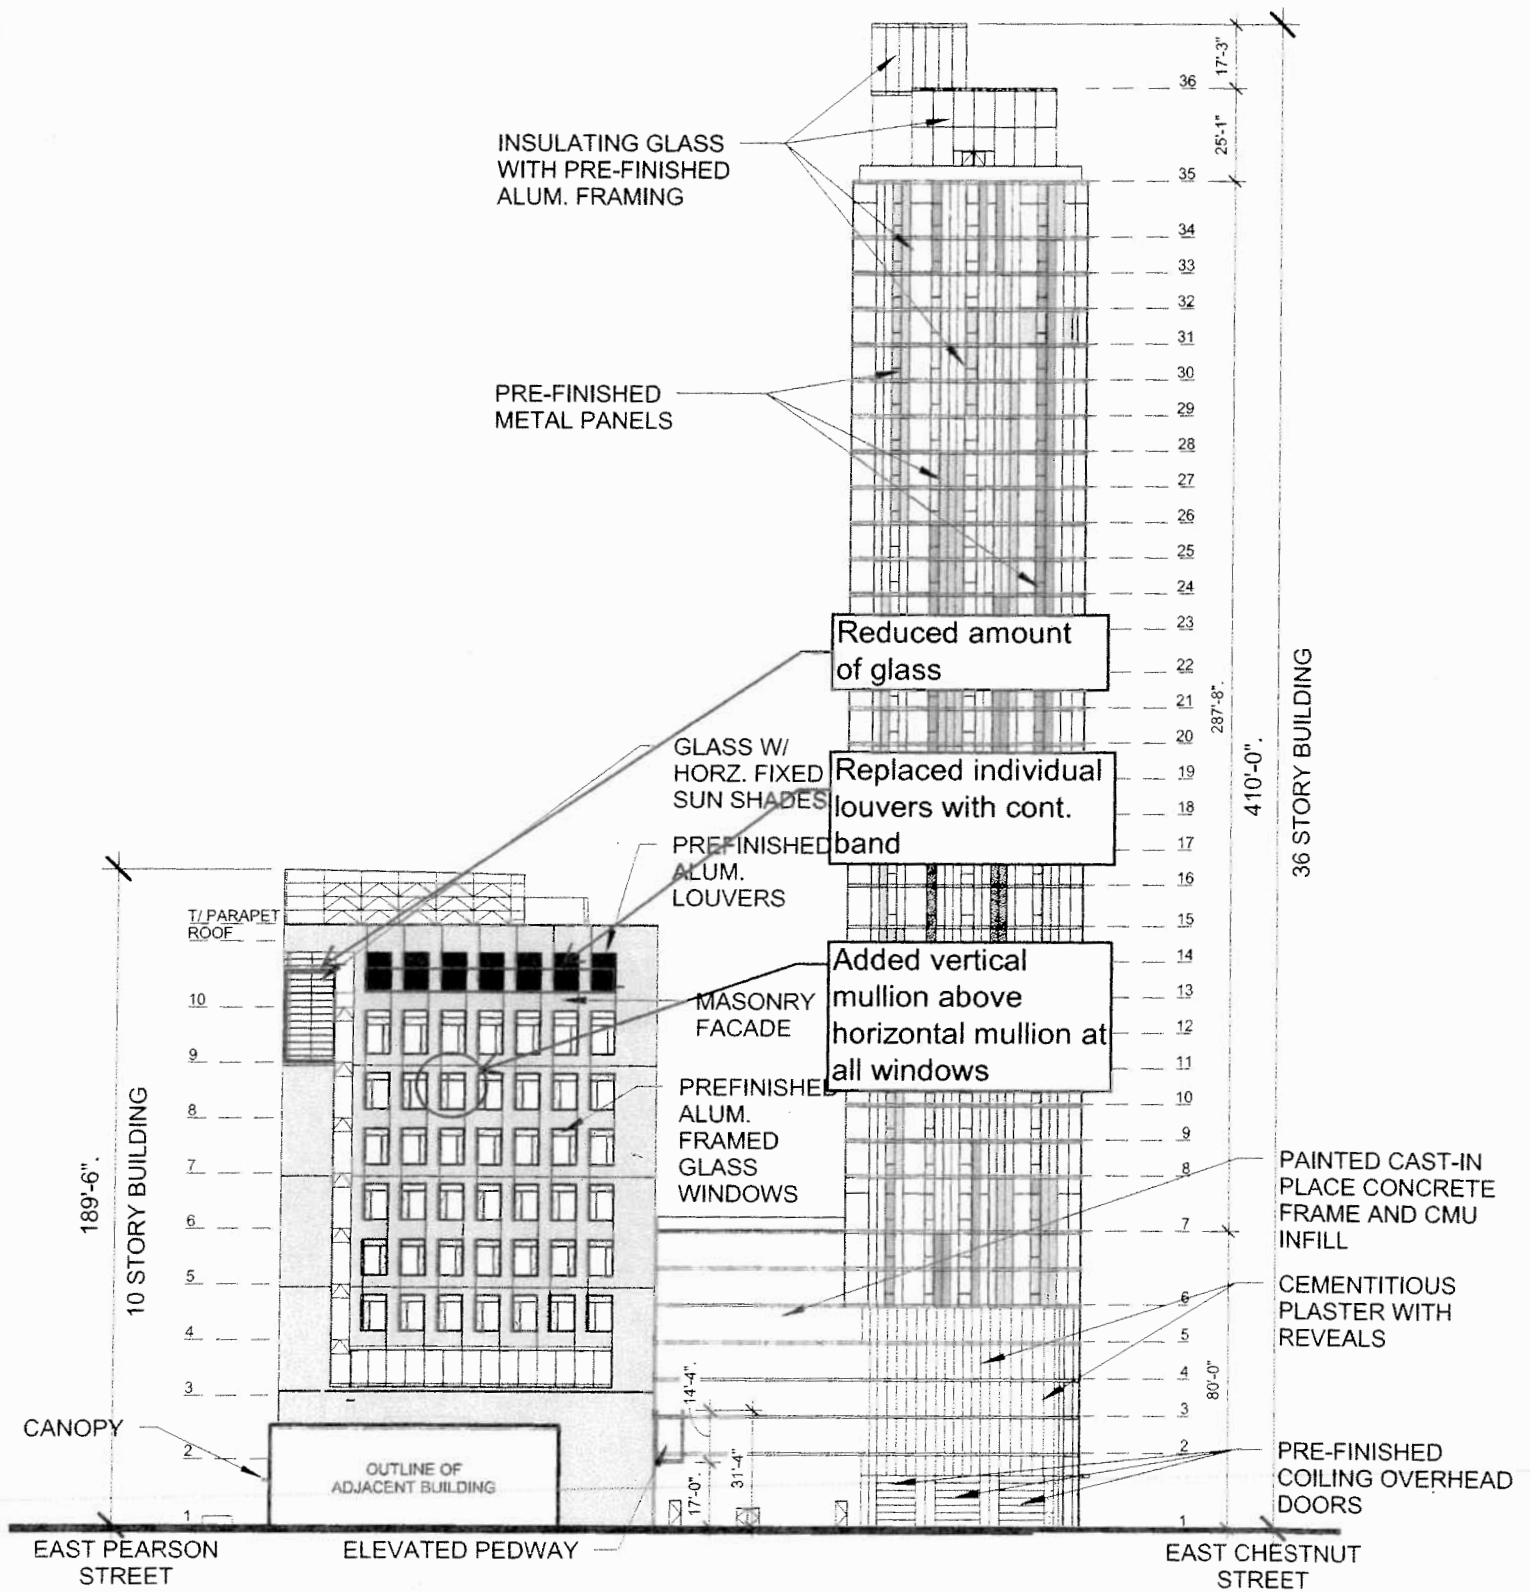 17'-3"
36
25'-1"
35
INSULATING GLASS
WITH PRE-FINISHED
ALUM. FRAMING
34
33
32
31
30
PRE-FINISHED
METAL PANELS
29
28
27
26
25
24
23
22
21
20
19
18
17
16
15
14
13
12
11
10
9
8
7
6
5
4
3
2
1
287'-8".
410'-0".
36 STORY BUILDING
80'-0"
Reduced amount
of glass
GLASS W/
HORZ. FIXED
SUN SHADES
Replaced individual
louvers with cont.
band
PREFINISHED
ALUM.
LOUVERS
Added vertical
mullion above
horizontal mullion at
all windows
MASONRY
FACADE
PREFINISHED
ALUM.
FRAMED
GLASS
WINDOWS
T/ PARAPET
ROOF
10
9
8
7
6
5
4
3
2
1
189'-6".
10 STORY BUILDING
PAINTED CAST-IN
PLACE CONCRETE
FRAME AND CMU
INFILL
CEMENTITIOUS
PLASTER WITH
REVEALS
14'-4".
31'-4"
17'-0".
CANOPY
OUTLINE OF
ADJACENT BUILDING
PRE-FINISHED
COILING OVERHEAD
DOORS
EAST PEARSON
STREET
ELEVATED PEDWAY
EAST CHESTNUT
STREET